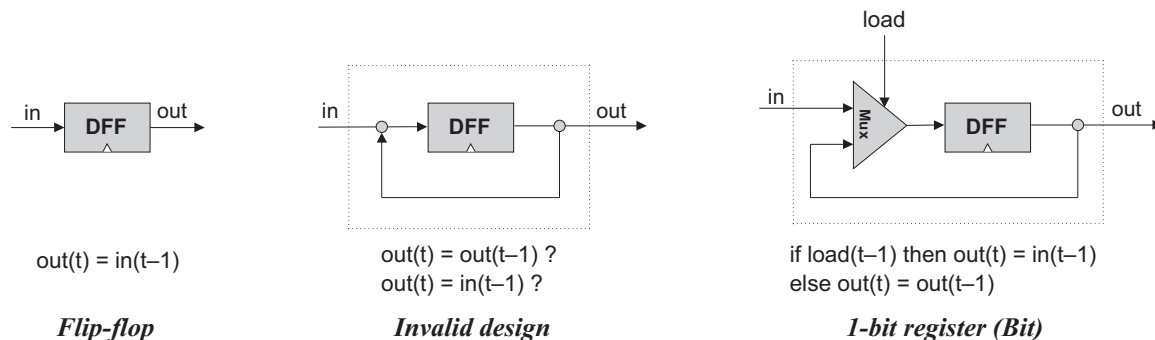 in
DFF
out
out(t) = in(t–1)
Flip-flop
in
DFF
out
out(t) = out(t–1) ?
out(t) = in(t–1) ?
Invalid design
load
in
Mux
DFF
out
if load(t–1) then out(t) = in(t–1)
else out(t) = out(t–1)
1-bit register (Bit)